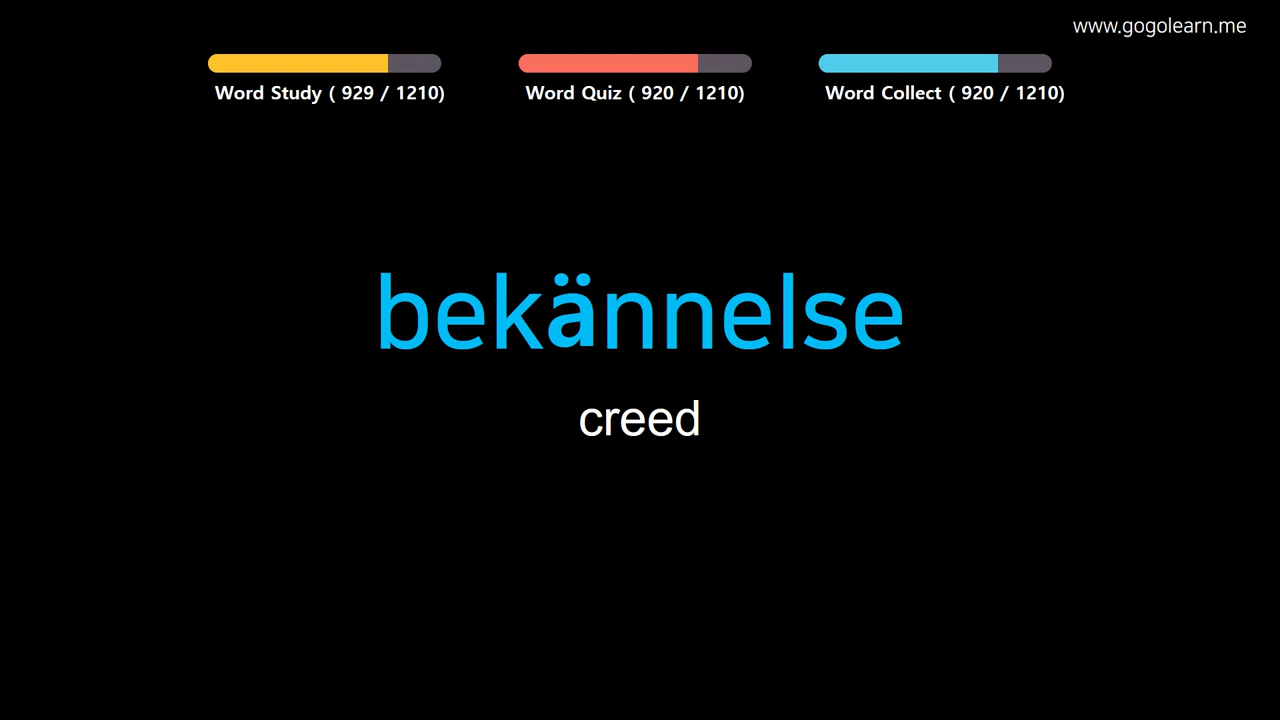 www.gogolearn.me
Word Study ( 929 / 1210)
Word Quiz ( 920 / 1210)
Word Collect ( 920 / 1210)
bekännelse
creed